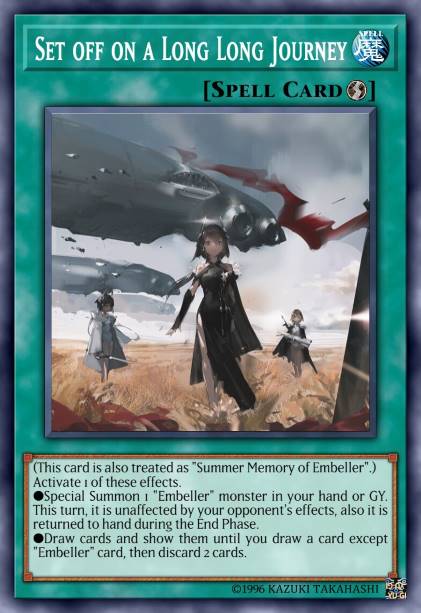 SET OFF ON A LONG LONG JOURNEY
SPELL
魔
[SPELL CARD]
(This card is also treated as "Summer Memory of Embeller".)
Activate 1 of these effects.
●Special Summon 1 "Embeller" monster in your hand or GY.
This turn, it is unaffected by your opponent's effects, also it is
returned to hand during the End Phase.
●Draw cards and show them until you draw a card except
"Embeller" card, then discard 2 cards.
©1996 KAZUKI TAKAHASHI